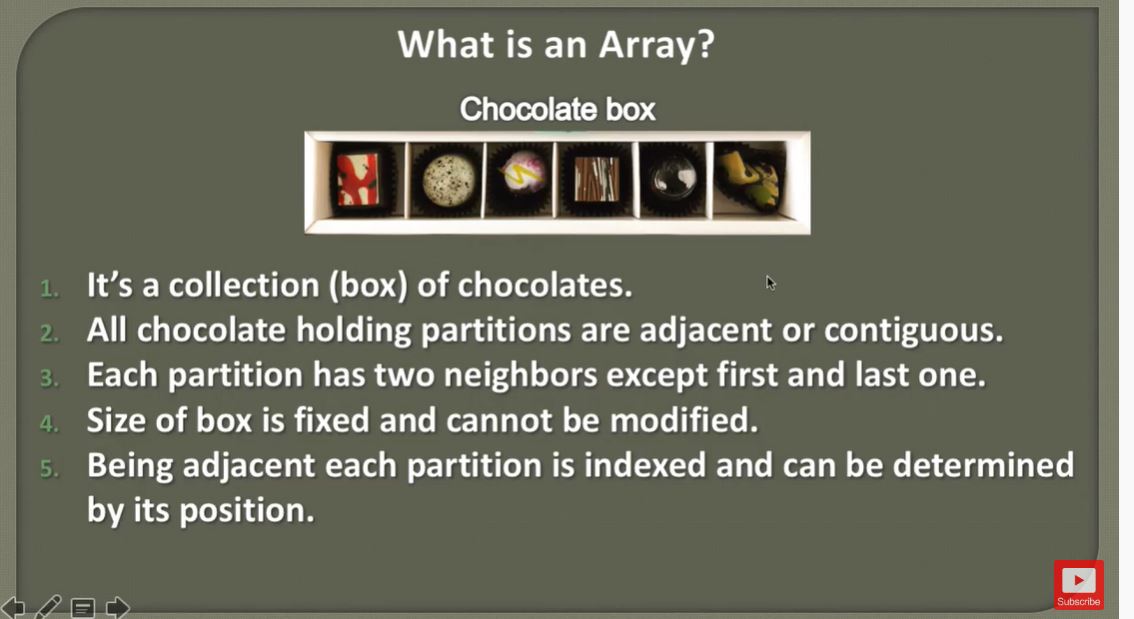 What is an Array?
Chocolate box
1. It’s a collection (box) of chocolates.
2. All chocolate holding partitions are adjacent or contiguous.
3. Each partition has two neighbors except first and last one.
4. Size of box is fixed and cannot be modified.
5. Being adjacent each partition is indexed and can be determined
by its position.
Subscribe